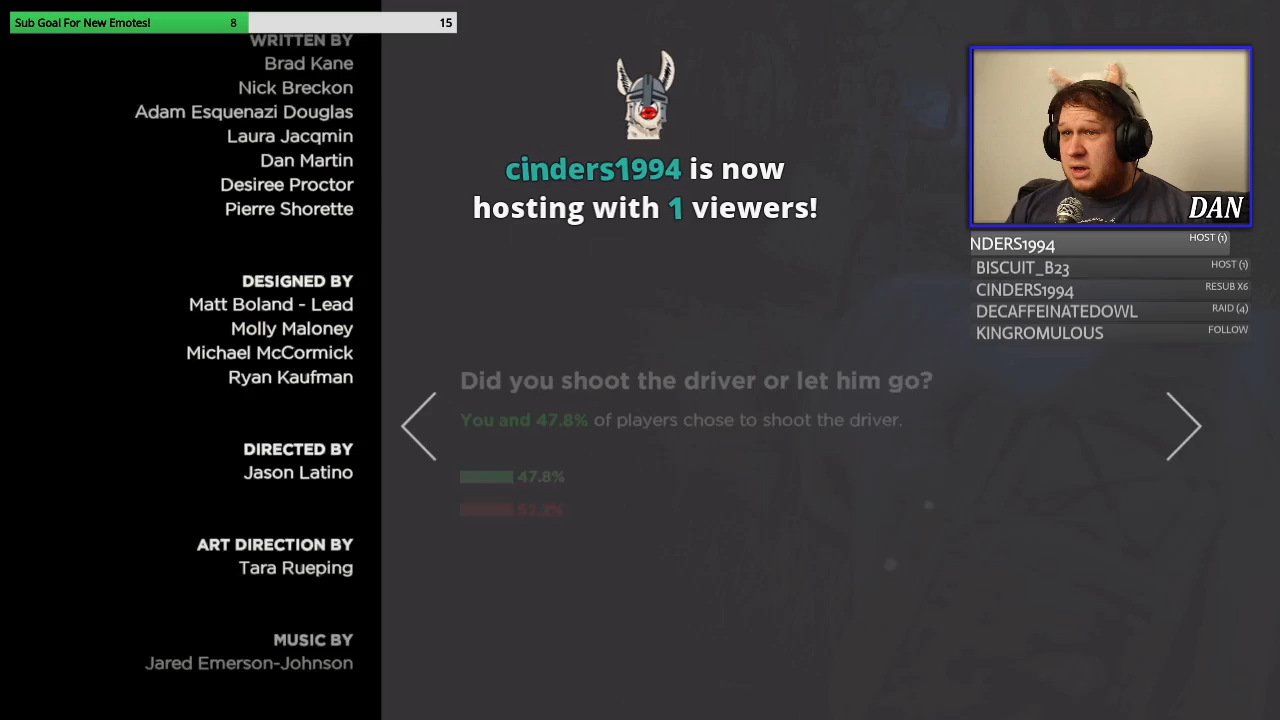 Sub Goal For New Emotes! 8 15
WRITTEN BY
Brad Kane
Nick Breckon
Adam Esquenazi Douglas
Laura Jacqmin
Dan Martin
Desiree Proctor
Pierre Shorette
DESIGNED BY
Matt Boland - Lead
Molly Maloney
Michael McCormick
Ryan Kaufman
DIRECTED BY
Jason Latino
ART DIRECTION BY
Tara Rueping
MUSIC BY
Jared Emerson-Johnson
cinders1994 is now
hosting with 1 viewers!
Did you shoot the driver or let him go?
You and 47.8% of players chose to shoot the driver.
47.8%
52.2%
DAN
NDERS1994 HOST (1)
BISCUIT_B23 HOST (1)
CINDERS1994 RESUB X6
DECAFFEINATEDOWL RAID (4)
KINGROMULOUS FOLLOW